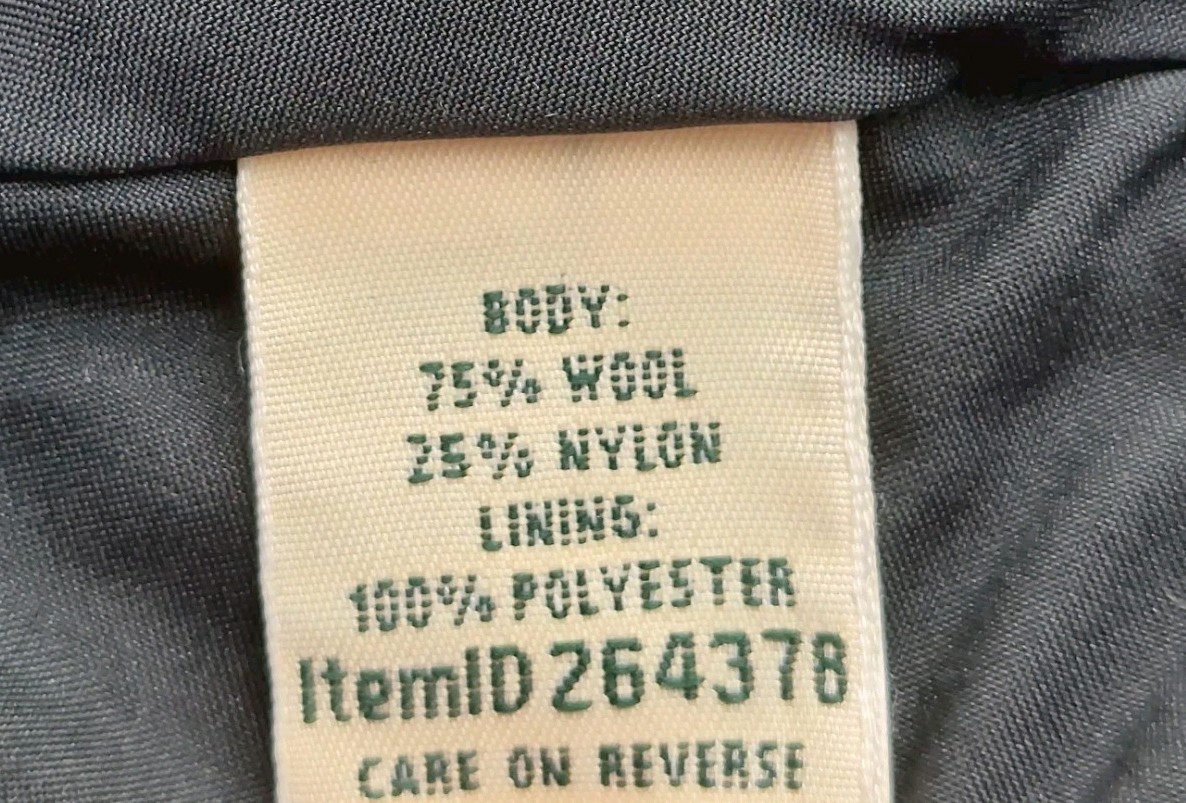 BODY:
75% WOOL
25% NYLON
LINING:
100% POLYESTER
ItemID 264378
CARE ON REVERSE